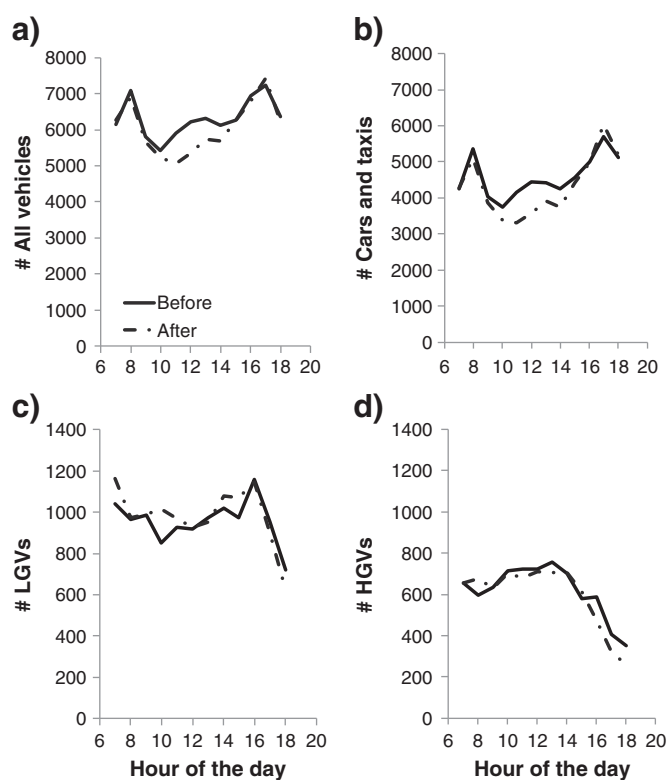 a)
8000
7000
6000
5000
4000
3000
2000
1000
0
# All vehicles
Before
After
6 8 10 12 14 16 18 20
b)
8000
7000
6000
5000
4000
3000
2000
1000
0
# Cars and taxis
6 8 10 12 14 16 18 20
c)
1400
1200
1000
800
600
400
200
0
# LGVs
6 8 10 12 14 16 18 20
Hour of the day
d)
1400
1200
1000
800
600
400
200
0
# HGVs
6 8 10 12 14 16 18 20
Hour of the day